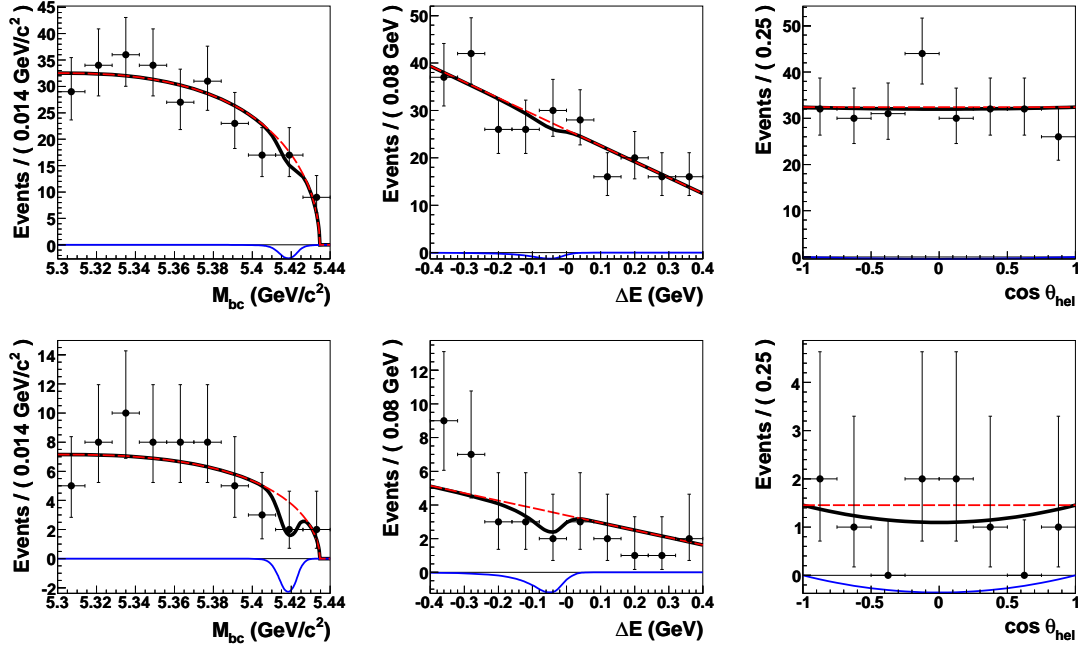 Events / ( 0.014 GeV/c²)
45
40
35
30
25
20
15
10
5
0
5.3 5.32 5.34 5.36 5.38 5.4 5.42 5.44
M_bc (GeV/c²)
Events / ( 0.08 GeV)
50
40
30
20
10
0
-0.4 -0.3 -0.2 -0.1 -0 0.1 0.2 0.3 0.4
ΔE (GeV)
Events / ( 0.25)
50
40
30
20
10
0
-1 -0.5 0 0.5 1
cos θ_hel
Events / ( 0.014 GeV/c²)
14
12
10
8
6
4
2
0
-2
5.3 5.32 5.34 5.36 5.38 5.4 5.42 5.44
M_bc (GeV/c²)
Events / ( 0.08 GeV)
12
10
8
6
4
2
0
-0.4 -0.3 -0.2 -0.1 -0 0.1 0.2 0.3 0.4
ΔE (GeV)
Events / ( 0.25)
4
3
2
1
0
-1 -0.5 0 0.5 1
cos θ_hel